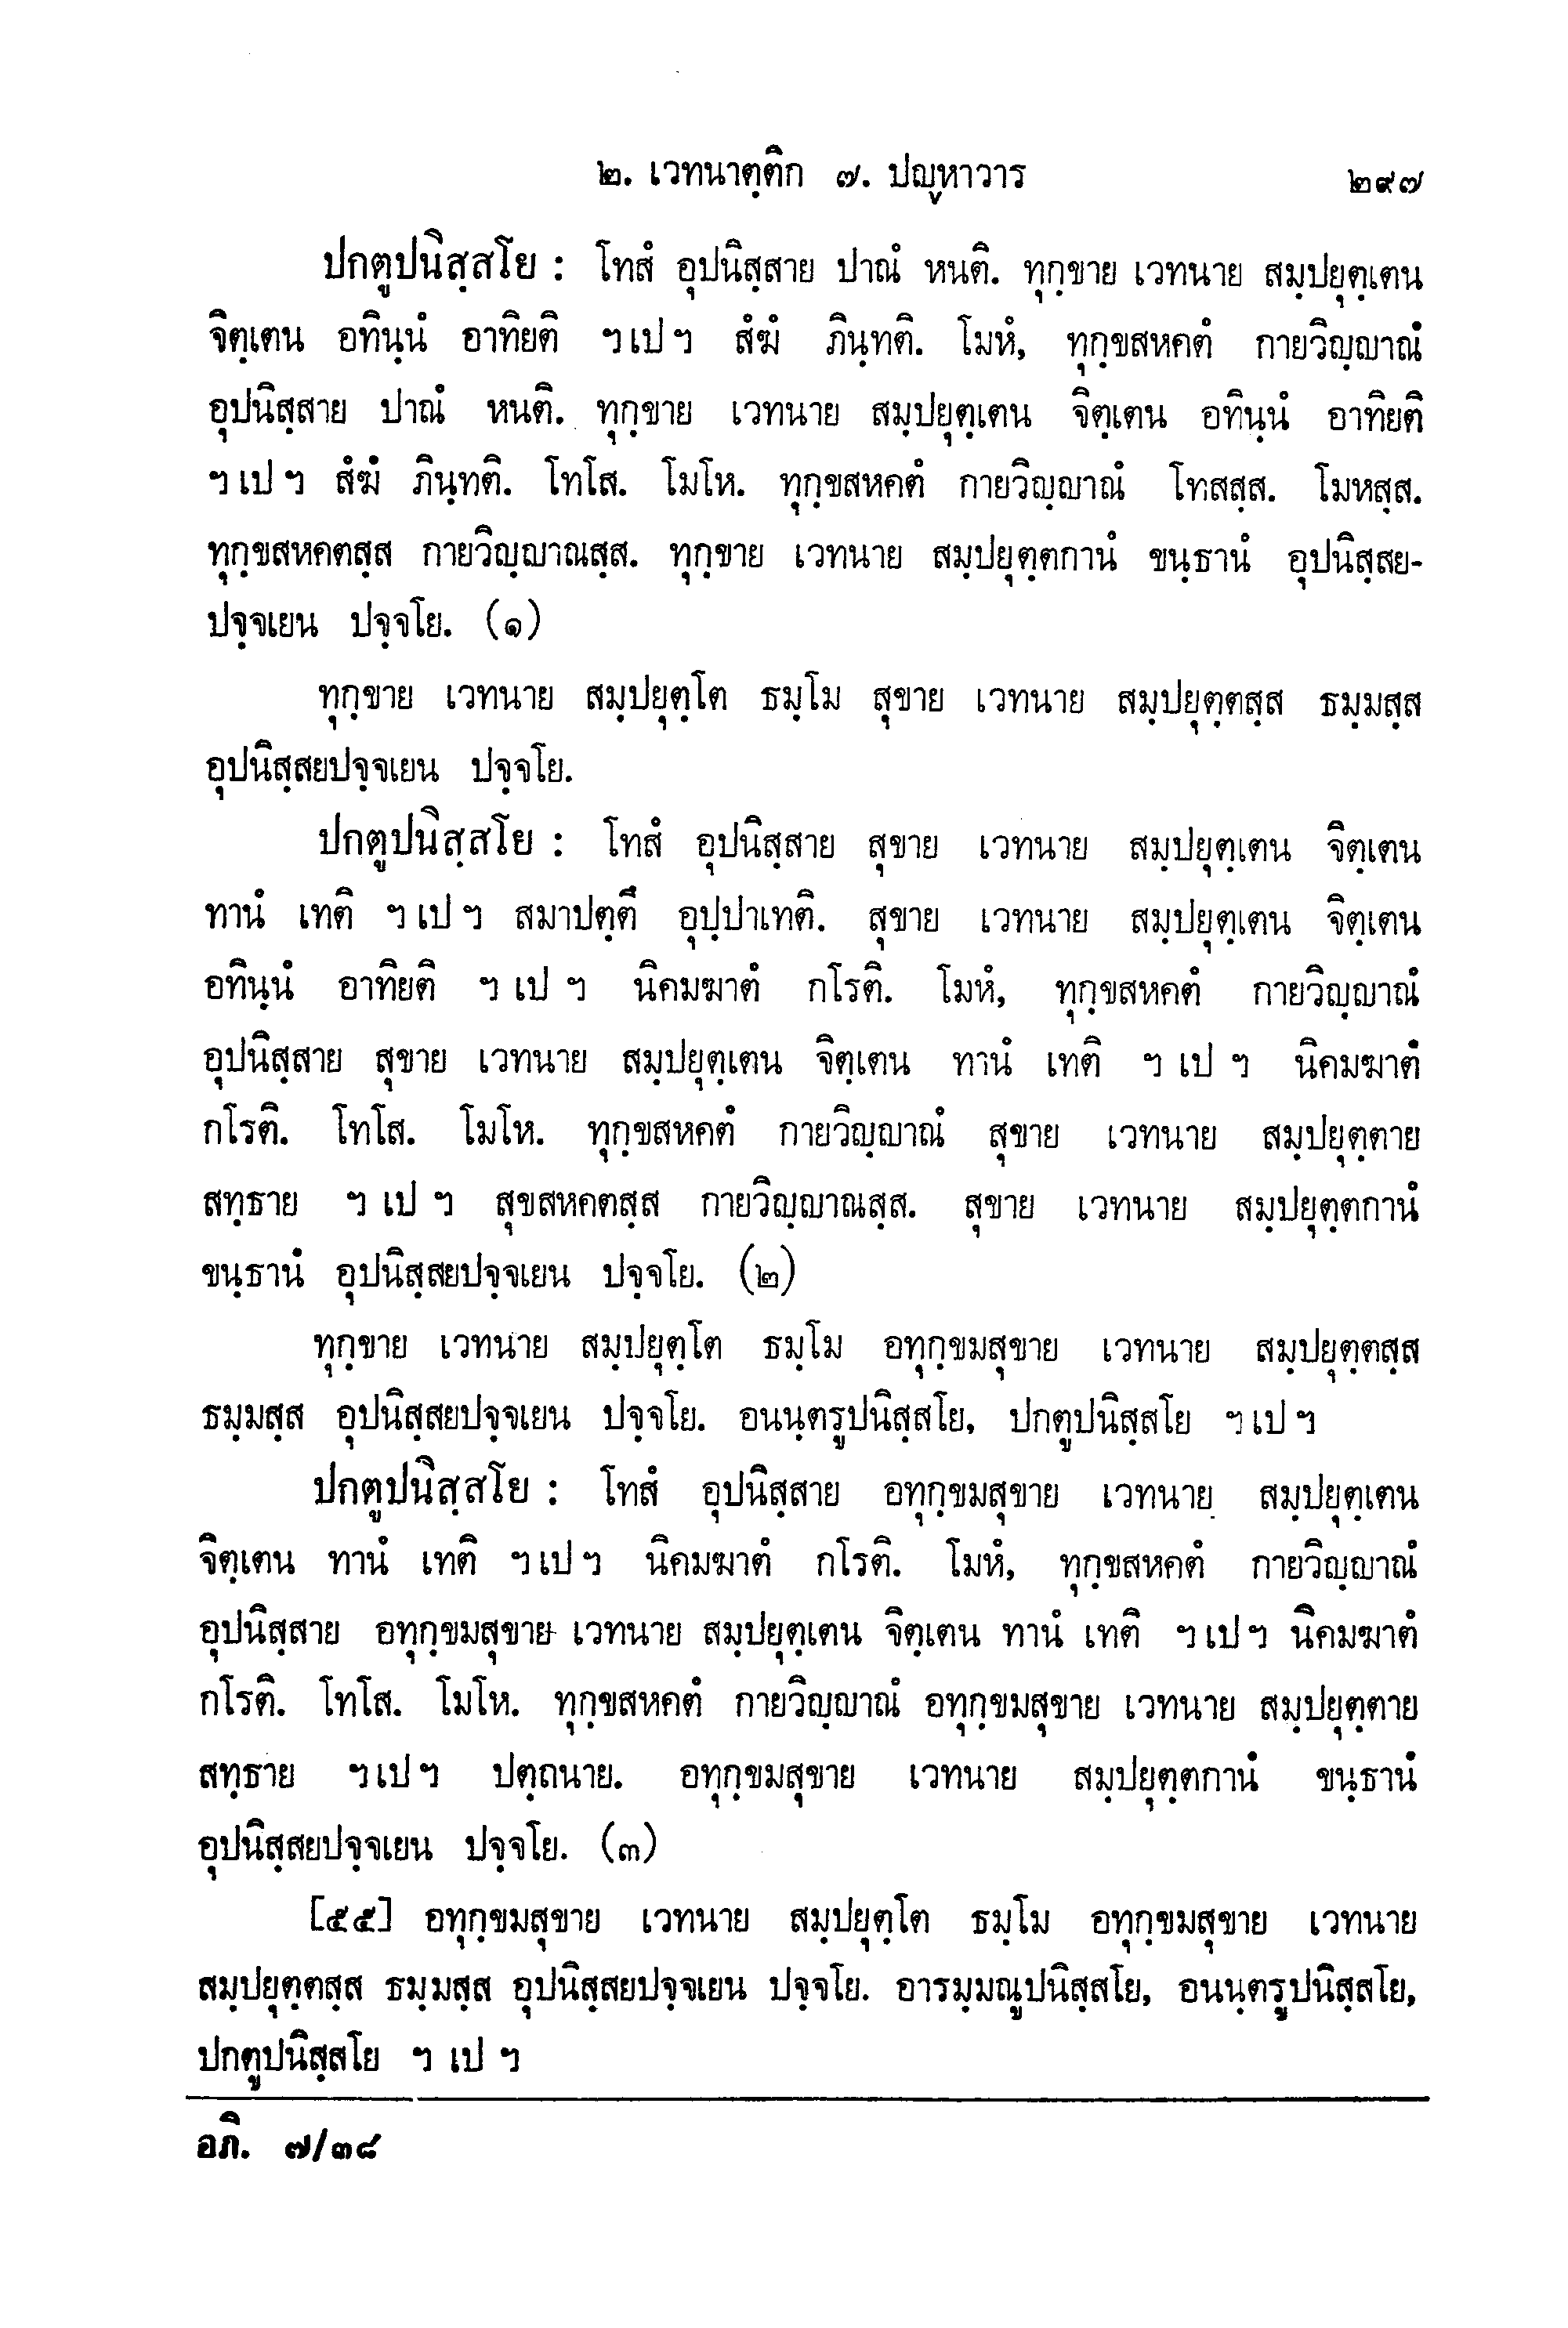 ๒. เวทนาตฺติก ๗. ปญฺหาวาร ๒๙๗
ปกตูปนิสฺสโย : โทสํ อุปนิสฺสาย ปาณํ หนติ. ทุกฺขาย เวทนาย สมฺปยุตฺเตน
จิตฺเตน อทินฺนํ อาทิยติ ฯเปฯ สํฆํ ภินฺทติ. โมหํ, ทุกฺขสหคตํ กายวิญฺญาณํ
อุปนิสฺสาย ปาณํ หนติ. ทุกฺขาย เวทนาย สมฺปยุตฺเตน จิตฺเตน อทินฺนํ อาทิยติ
ฯเปฯ สํฆํ ภินฺทติ. โทโส. โมโห. ทุกฺขสหคตํ กายวิญฺญาณํ โทสสฺส. โมหสฺส.
ทุกฺขสหคตสฺส กายวิญฺญาณสฺส. ทุกฺขาย เวทนาย สมฺปยุตฺตกานํ ขนฺธานํ อุปนิสฺสย-
ปจฺจเยน ปจฺจโย. (๑)
ทุกฺขาย เวทนาย สมฺปยุตฺโต ธมฺโม สุขาย เวทนาย สมฺปยุตฺตสฺส ธมฺมสฺส
อุปนิสฺสยปจฺจเยน ปจฺจโย.
ปกตูปนิสฺสโย : โทสํ อุปนิสฺสาย สุขาย เวทนาย สมฺปยุตฺเตน จิตฺเตน
ทานํ เทติ ฯเปฯ สมาปตฺตึ อุปฺปาเทติ. สุขาย เวทนาย สมฺปยุตฺเตน จิตฺเตน
อทินฺนํ อาทิยติ ฯ เป ฯ นิคมฆาตํ กโรติ. โมหํ, ทุกฺขสหคตํ กายวิญฺญาณํ
อุปนิสฺสาย สุขาย เวทนาย สมฺปยุตฺเตน จิตฺเตน ทานํ เทติ ฯ เป ฯ นิคมฆาตํ
กโรติ. โทโส. โมโห. ทุกฺขสหคตํ กายวิญฺญาณํ สุขาย เวทนาย สมฺปยุตฺตาย
สทฺธาย ฯ เป ฯ สุขสหคตสฺส กายวิญฺญาณสฺส. สุขาย เวทนาย สมฺปยุตฺตกานํ
ขนฺธานํ อุปนิสฺสยปจฺจเยน ปจฺจโย. (๒)
ทุกฺขาย เวทนาย สมฺปยุตฺโต ธมฺโม อทุกฺขมสุขาย เวทนาย สมฺปยุตฺตสฺส
ธมฺมสฺส อุปนิสฺสยปจฺจเยน ปจฺจโย. อนนฺตรูปนิสฺสโย, ปกตูปนิสฺสโย ฯเปฯ
ปกตูปนิสฺสโย : โทสํ อุปนิสฺสาย อทุกฺขมสุขาย เวทนาย สมฺปยุตฺเตน
จิตฺเตน ทานํ เทติ ฯเปฯ นิคมฆาตํ กโรติ. โมหํ, ทุกฺขสหคตํ กายวิญฺญาณํ
อุปนิสฺสาย อทุกฺขมสุขาย เวทนาย สมฺปยุตฺเตน จิตฺเตน ทานํ เทติ ฯเปฯ นิคมฆาตํ
กโรติ. โทโส. โมโห. ทุกฺขสหคตํ กายวิญฺญาณํ อทุกฺขมสุขาย เวทนาย สมฺปยุตฺตาย
สทฺธาย ฯเปฯ ปตฺถนาย. อทุกฺขมสุขาย เวทนาย สมฺปยุตฺตกานํ ขนฺธานํ
อุปนิสฺสยปจฺจเยน ปจฺจโย. (๓)
[๕๕] อทุกฺขมสุขาย เวทนาย สมฺปยุตฺโต ธมฺโม อทุกฺขมสุขาย เวทนาย
สมฺปยุตฺตสฺส ธมฺมสฺส อุปนิสฺสยปจฺจเยน ปจฺจโย. อารมฺมณูปนิสฺสโย, อนนฺตรูปนิสฺสโย,
ปกตูปนิสฺสโย ฯ เป ฯ
อภิ. ๗/๓๘